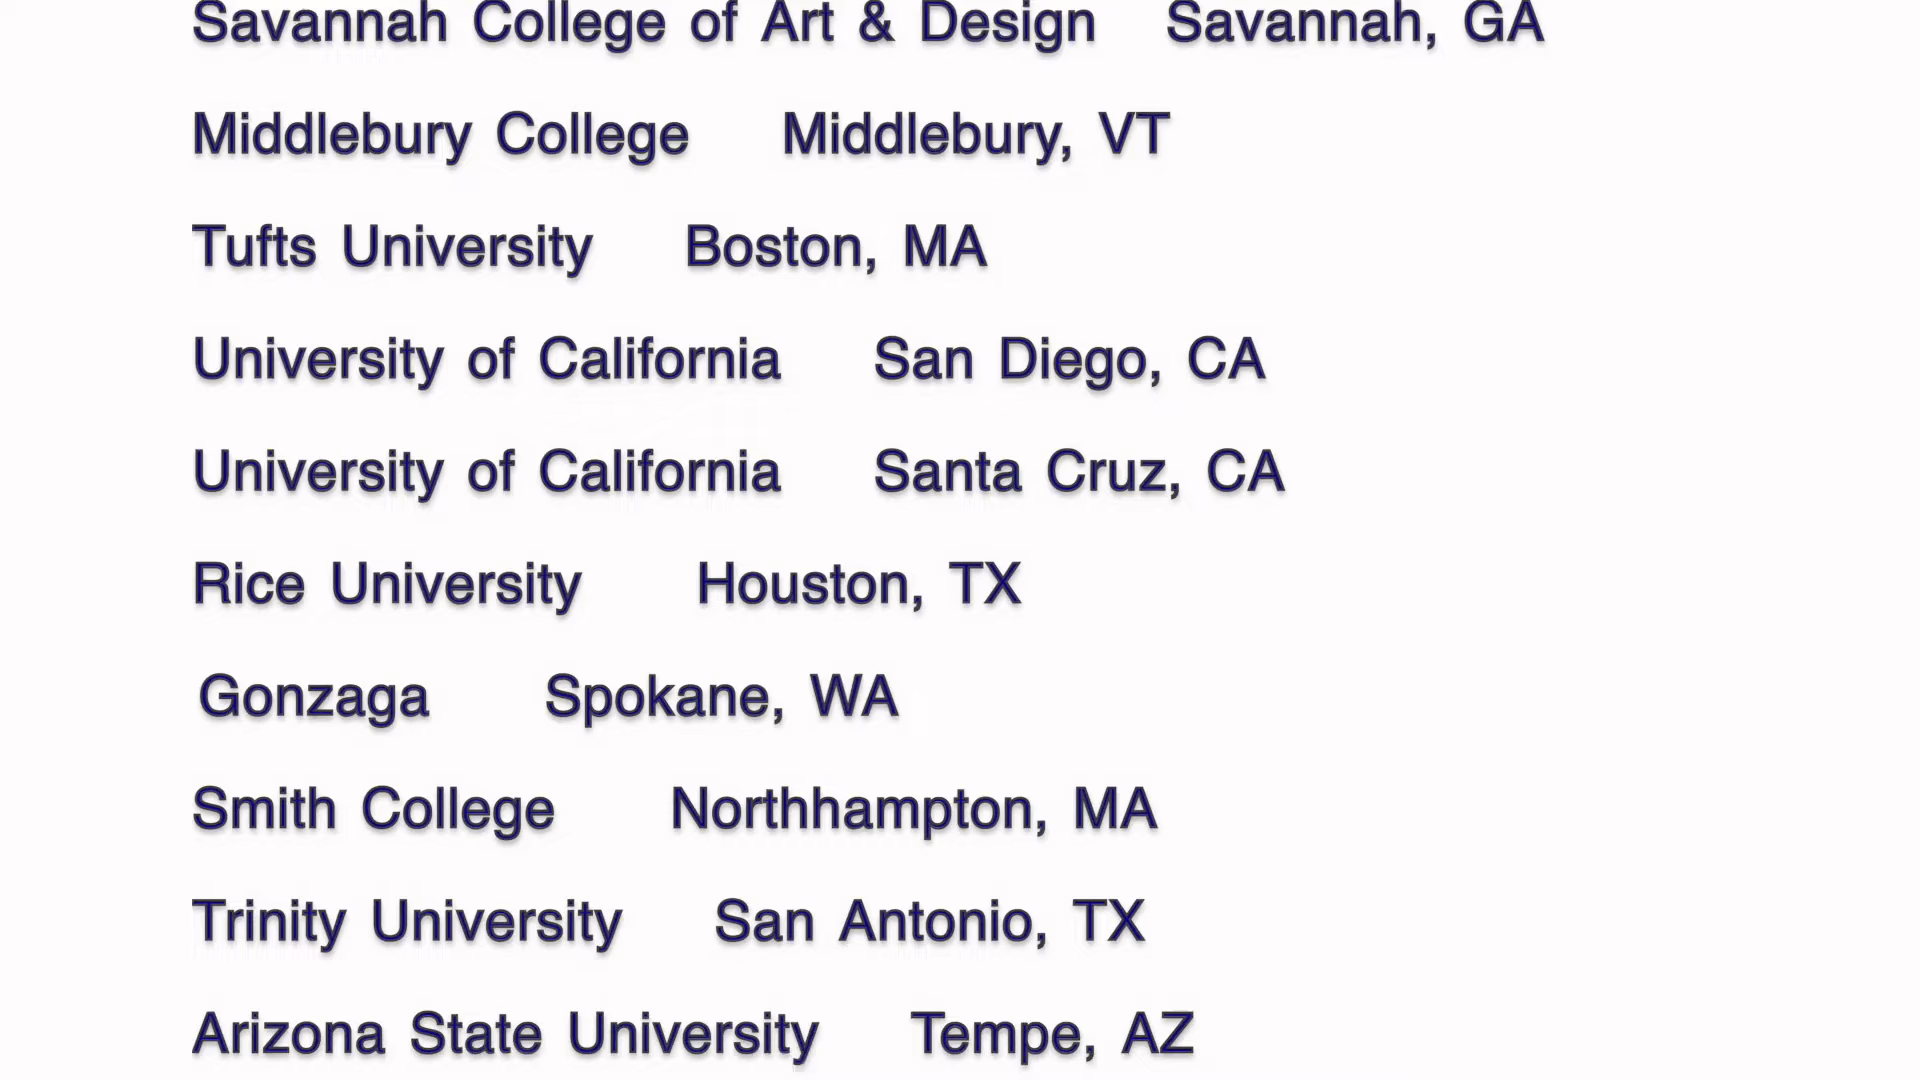 Savannah College of Art & Design Savannah, GA
Middlebury College Middlebury, VT
Tufts University Boston, MA
University of California San Diego, CA
University of California Santa Cruz, CA
Rice University Houston, TX
Gonzaga Spokane, WA
Smith College Northhampton, MA
Trinity University San Antonio, TX
Arizona State University Tempe, AZ